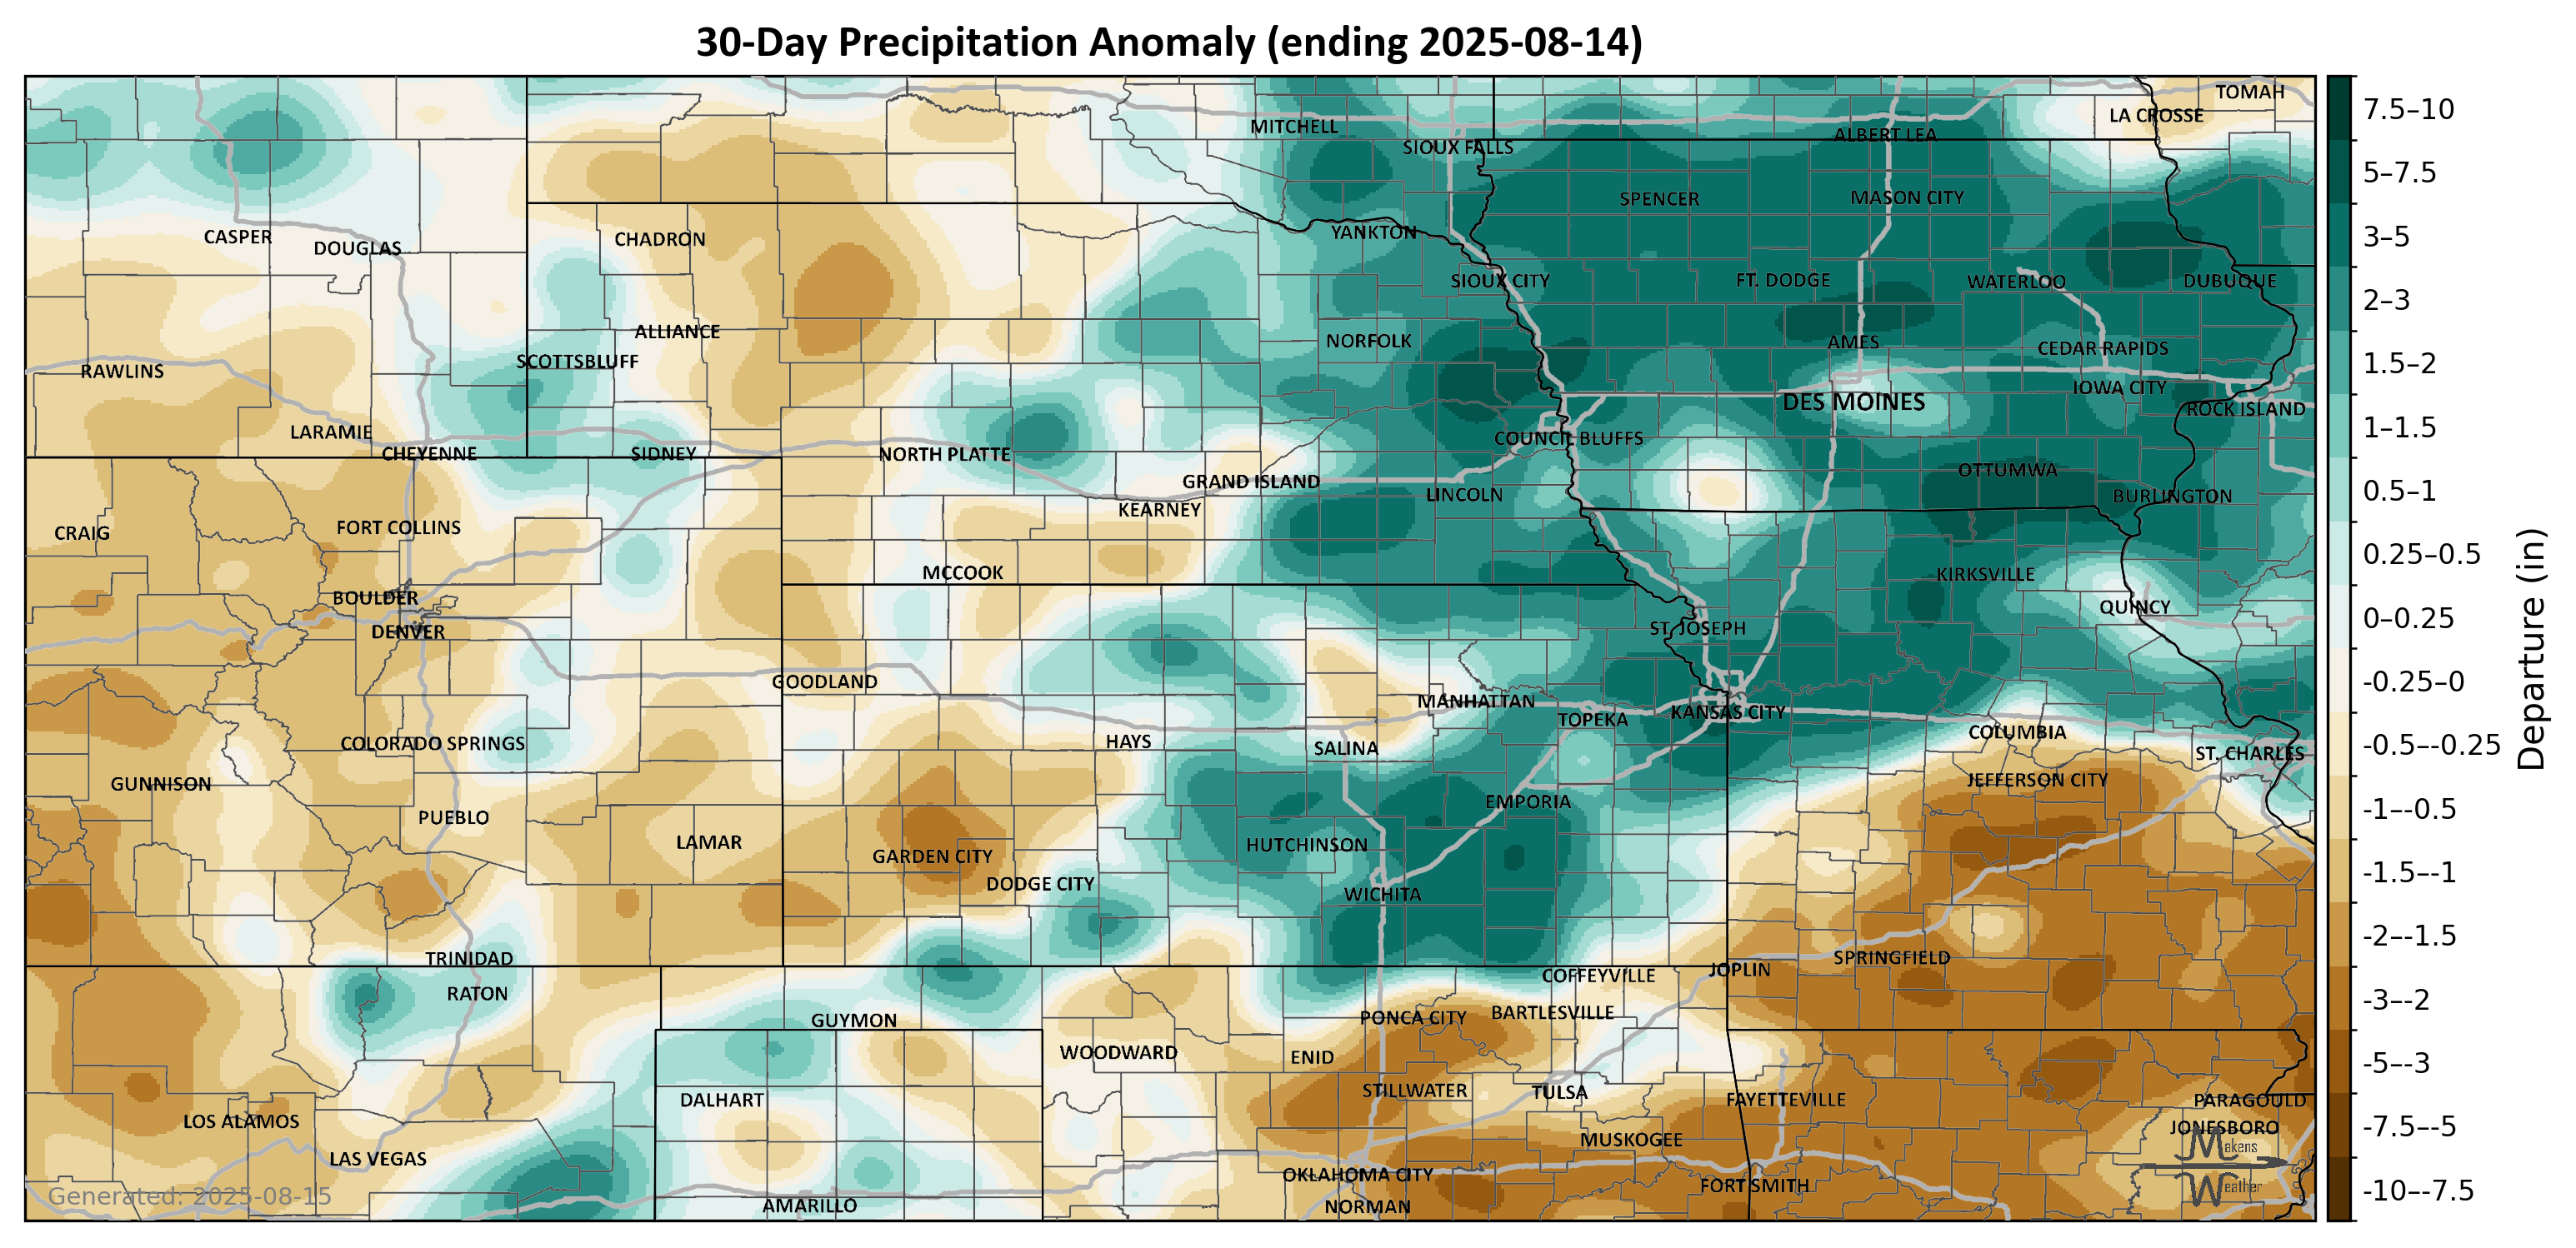 30-Day Precipitation Anomaly (ending 2025-08-14)
TOMAH
LA CROSSE
MITCHELL
ALBERT LEA
SIOUX FALLS
SPENCER
MASON CITY
YANKTON
CASPER
DOUGLAS
CHADRON
SIOUX CITY
FT. DODGE
WATERLOO
DUBUQUE
ALLIANCE
NORFOLK
AMES
CEDAR RAPIDS
SCOTTSBLUFF
RAWLINS
IOWA CITY
DES MOINES
ROCK ISLAND
LARAMIE
COUNCIL BLUFFS
CHEYENNE
SIDNEY
NORTH PLATTE
OTTUMWA
GRAND ISLAND
LINCOLN
BURLINGTON
KEARNEY
CRAIG
FORT COLLINS
MCCOOK
KIRKSVILLE
BOULDER
QUINCY
DENVER
ST. JOSEPH
GOODLAND
MANHATTAN
TOPEKA
KANSAS CITY
COLUMBIA
COLORADO SPRINGS
HAYS
SALINA
ST. CHARLES
GUNNISON
JEFFERSON CITY
EMPORIA
PUEBLO
LAMAR
HUTCHINSON
GARDEN CITY
DODGE CITY
WICHITA
TRINIDAD
SPRINGFIELD
JOPLIN
COFFEYVILLE
RATON
GUYMON
PONCA CITY
BARTLESVILLE
WOODWARD
ENID
STILLWATER
TULSA
DALHART
FAYETTEVILLE
PARAGOULD
LOS ALAMOS
JONESBORO
MUSKOGEE
LAS VEGAS
OKLAHOMA CITY
FORT SMITH
AMARILLO
NORMAN
Makens
Weather
Generated: 2025-08-15
7.5–10
5–7.5
3–5
2–3
1.5–2
1–1.5
0.5–1
0.25–0.5
0–0.25
-0.25–0
-0.5–-0.25
-1–-0.5
-1.5–-1
-2–-1.5
-3–-2
-5–-3
-7.5–-5
-10–-7.5
Departure (in)